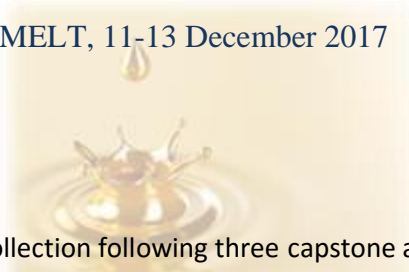 MELT, 11-13 December 2017
ollection following three capstone a